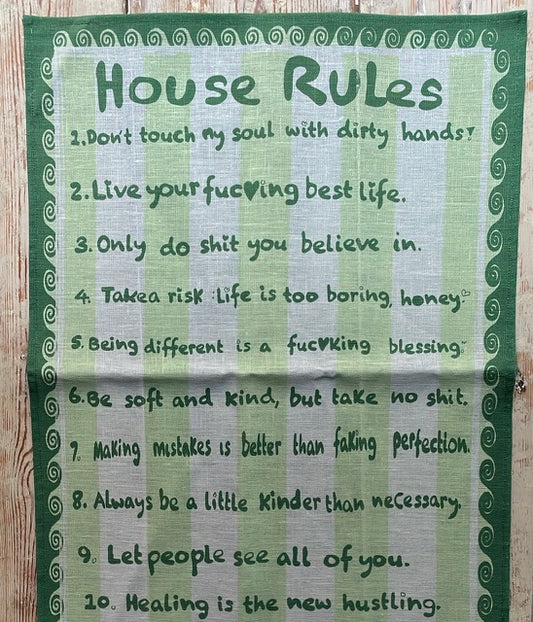 House Rules
1.Don't touch my soul with dirty hands!
2.Live your fuc♥ing best life.
3. Only do shit you believe in.
4. Take a risk :Life is too boring, honey.
5. Being different is a fuc♥king blessing.
6.Be soft and kind, but take no shit.
7. Making mistakes is better than faking perfection.
8. Always be a little kinder than necessary.
9. Let people see all of you.
10. Healing is the new hustling.